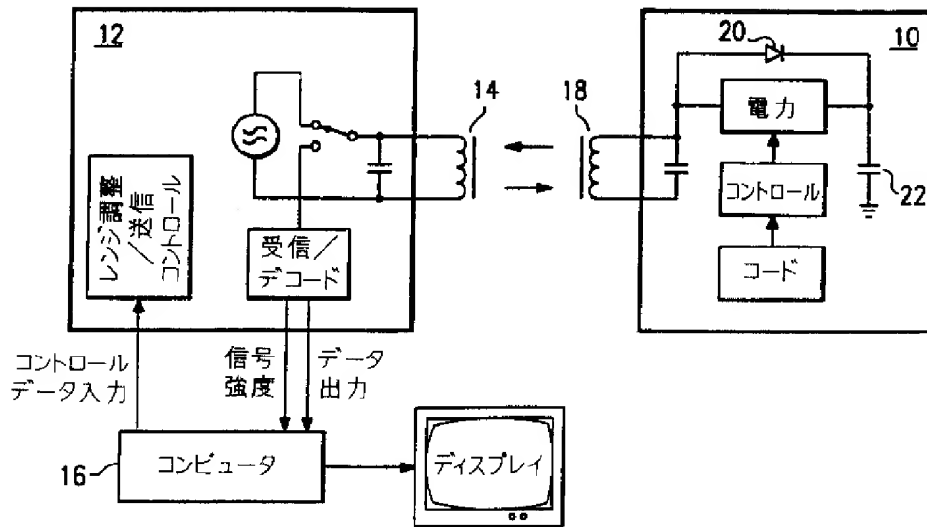 12
レンジ調整
/送信
コントロール
受信/
デコード
14
18
20
10
電力
コントロール
コード
22
コントロール
データ入力
信号
強度
データ
出力
16
コンピュータ
ディスプレイ